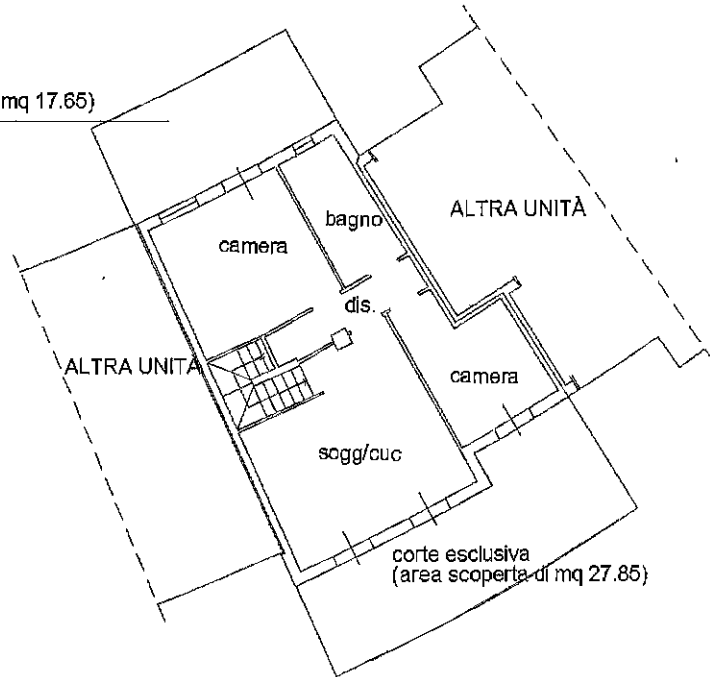 mq 17.65)
ALTRA UNITÀ
bagno
camera
dis.
ALTRA UNITÀ
camera
sogg/cuc
corte esclusiva
(area scoperta di mq 27.85)